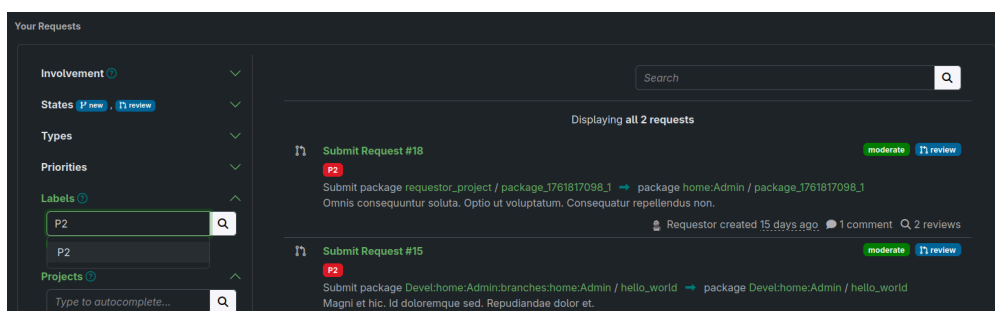 Your Requests
Involvement
States new , review
Types
Priorities
Labels
P2
P2
Projects
Type to autocomplete...
Search
Displaying all 2 requests
Submit Request #18
moderate review
P2
Submit package requestor_project / package_1761817098_1 → package home:Admin / package_1761817098_1
Omnis consequuntur soluta. Optio ut voluptatum. Consequatur repellendus non.
Requestor created 15 days ago 1 comment 2 reviews
Submit Request #15
moderate review
P2
Submit package Devel:home:Admin:branches:home:Admin / hello_world → package Devel:home:Admin / hello_world
Magni et hic. Id doloremque sed. Repudiandae dolor et.